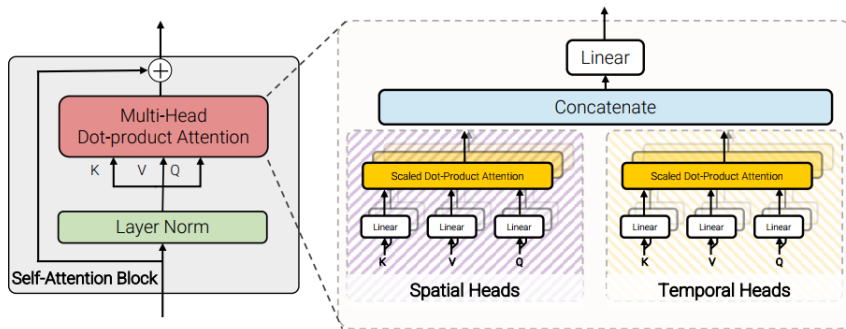 Multi-Head
Dot-product Attention
K V Q
Layer Norm
Self-Attention Block
Linear
Concatenate
Scaled Dot-Product Attention
Linear Linear Linear
K V Q
Spatial Heads
Scaled Dot-Product Attention
Linear Linear Linear
K V Q
Temporal Heads